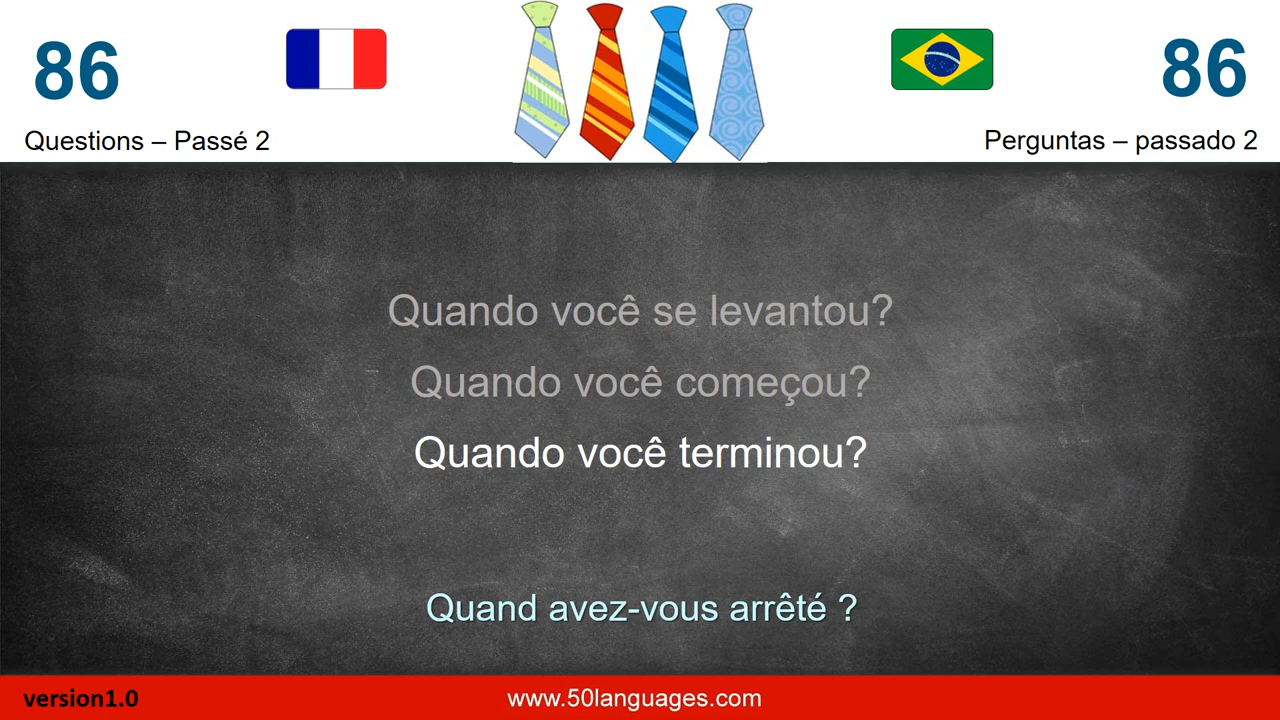 86
86
Questions – Passé 2
Perguntas – passado 2
Quando você se levantou?
Quando você começou?
Quando você terminou?
Quand avez-vous arrêté ?
version1.0
www.50languages.com